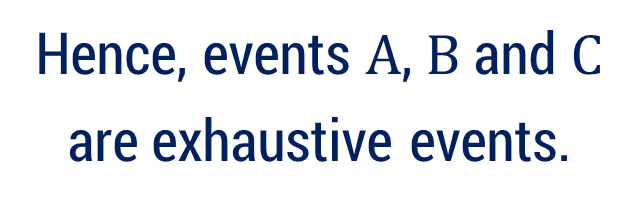 Hence, events A, B and C
are exhaustive events.